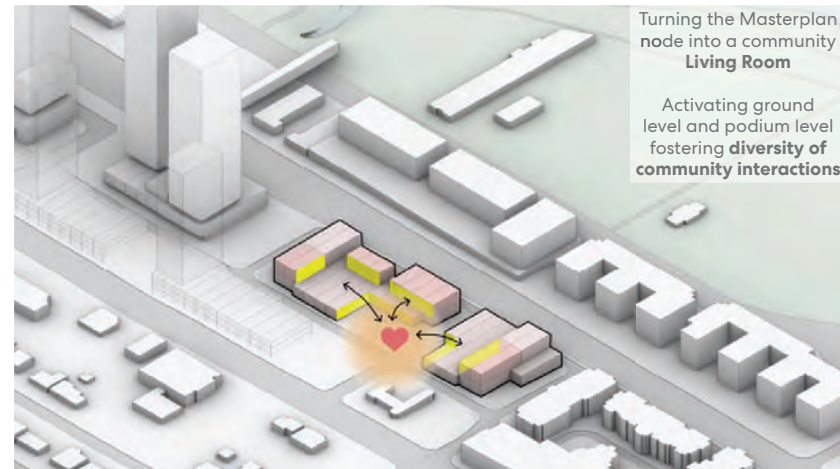 Turning the Masterplan
node into a community
Living Room
Activating ground
level and podium level
fostering diversity of
community interactions